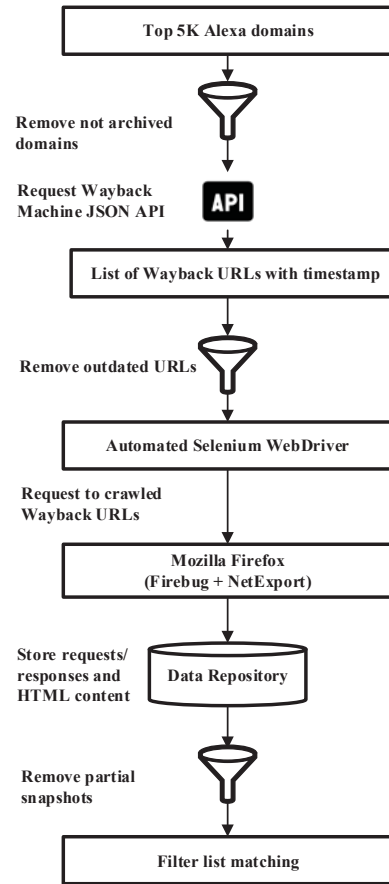 Top 5K Alexa domains
Remove not archived
domains
Request Wayback
Machine JSON API
API
List of Wayback URLs with timestamp
Remove outdated URLs
Automated Selenium WebDriver
Request to crawled
Wayback URLs
Mozilla Firefox
(Firebug + NetExport)
Store requests/
responses and
HTML content
Data Repository
Remove partial
snapshots
Filter list matching